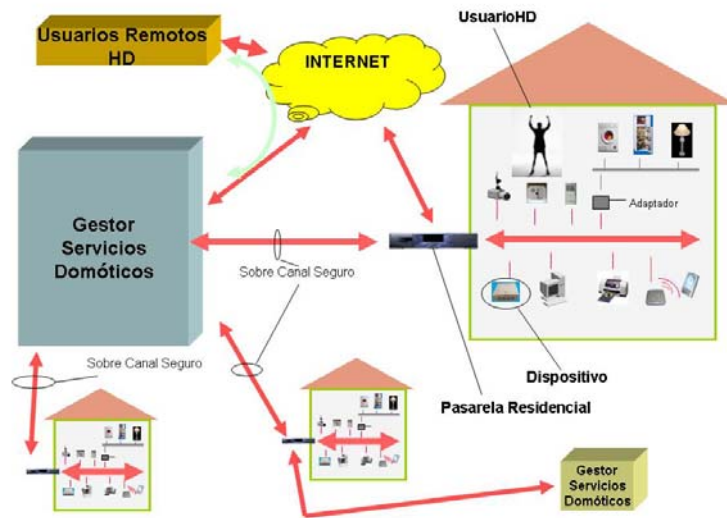 Usuarios Remotos
HD
INTERNET
UsuarioHD
Gestor
Servicios
Domóticos
Adaptador
Sobre Canal Seguro
Sobre Canal Seguro
Dispositivo
Pasarela Residencial
Gestor
Servicios
Domóticos